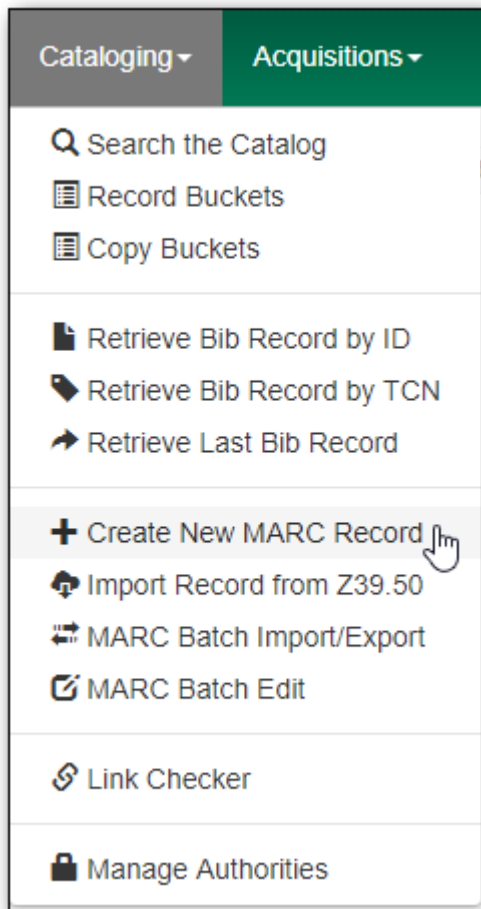 Cataloging Acquisitions
Search the Catalog
Record Buckets
Copy Buckets
Retrieve Bib Record by ID
Retrieve Bib Record by TCN
Retrieve Last Bib Record
Create New MARC Record
Import Record from Z39.50
MARC Batch Import/Export
MARC Batch Edit
Link Checker
Manage Authorities